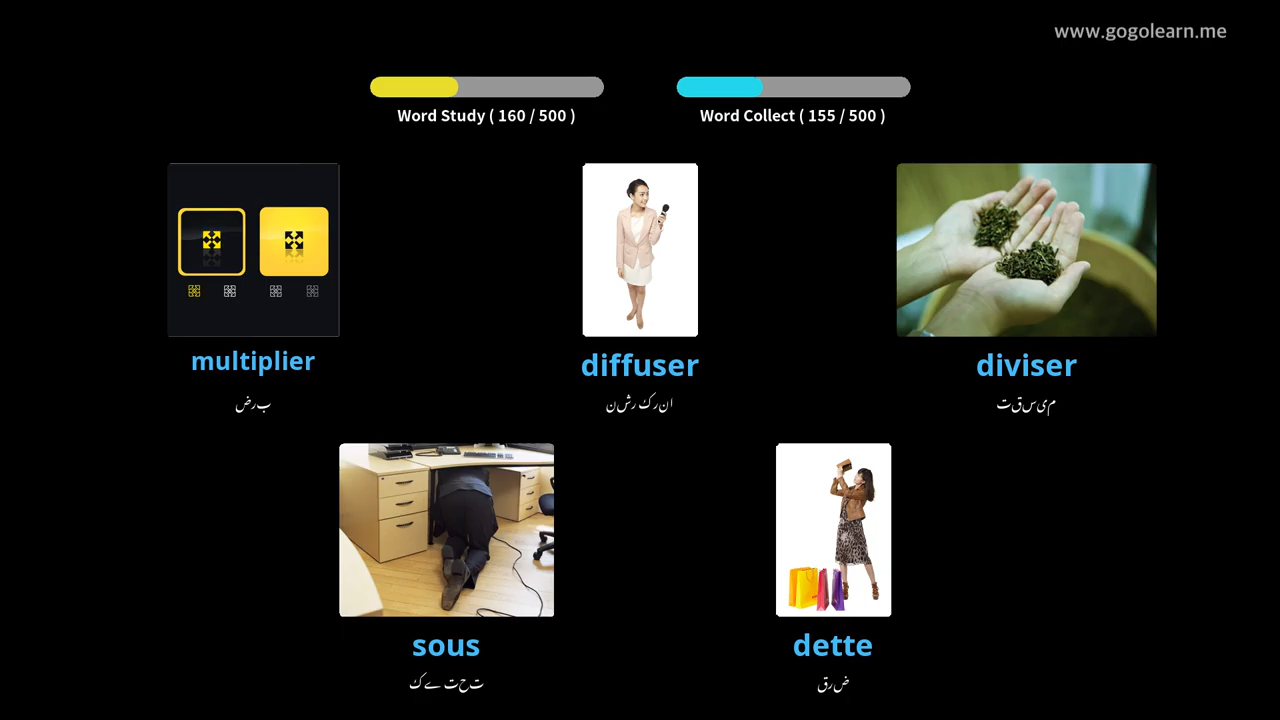 www.gogolearn.me
Word Study ( 160 / 500 )
Word Collect ( 155 / 500 )
multiplier
diffuser
diviser
ضرب
نشر کرنا
تقسیم
sous
dette
کے تحت
قرض